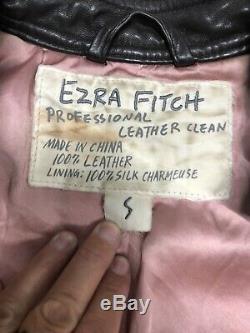 EZRA FITCH
PROFESSIONAL
LEATHER CLEAN
MADE IN CHINA
100% LEATHER
LINING: 100% SILK CHARMEUSE
S